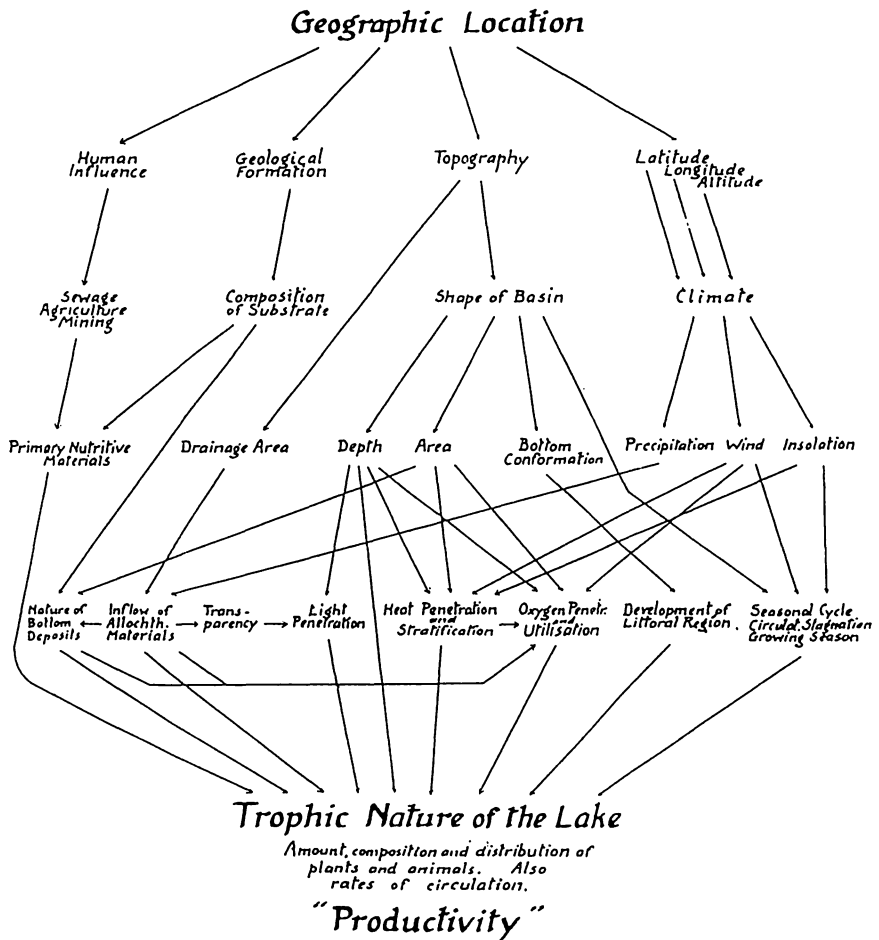 Geographic Location
Human
Influence
Geological
Formation
Topography
Latitude
Longitude
Altitude
Sewage
Agriculture
Mining
Composition
of Substrate
Shape of Basin
Climate
Primary Nutritive
Materials
Drainage Area
Depth
Area
Bottom
Conformation
Precipitation
Wind
Insolation
Nature of
Bottom
Deposits
Inflow of
Allochth.
Materials
Trans-
parency
Light
Penetration
Heat Penetration
and
Stratification
Oxygen Penetr.
and
Utilisation
Development of
Littoral Region.
Seasonal Cycle
Circulat. Stagnation
Growing Season
Trophic Nature of the Lake
Amount, composition and distribution of
plants and animals. Also
rates of circulation.
"Productivity"